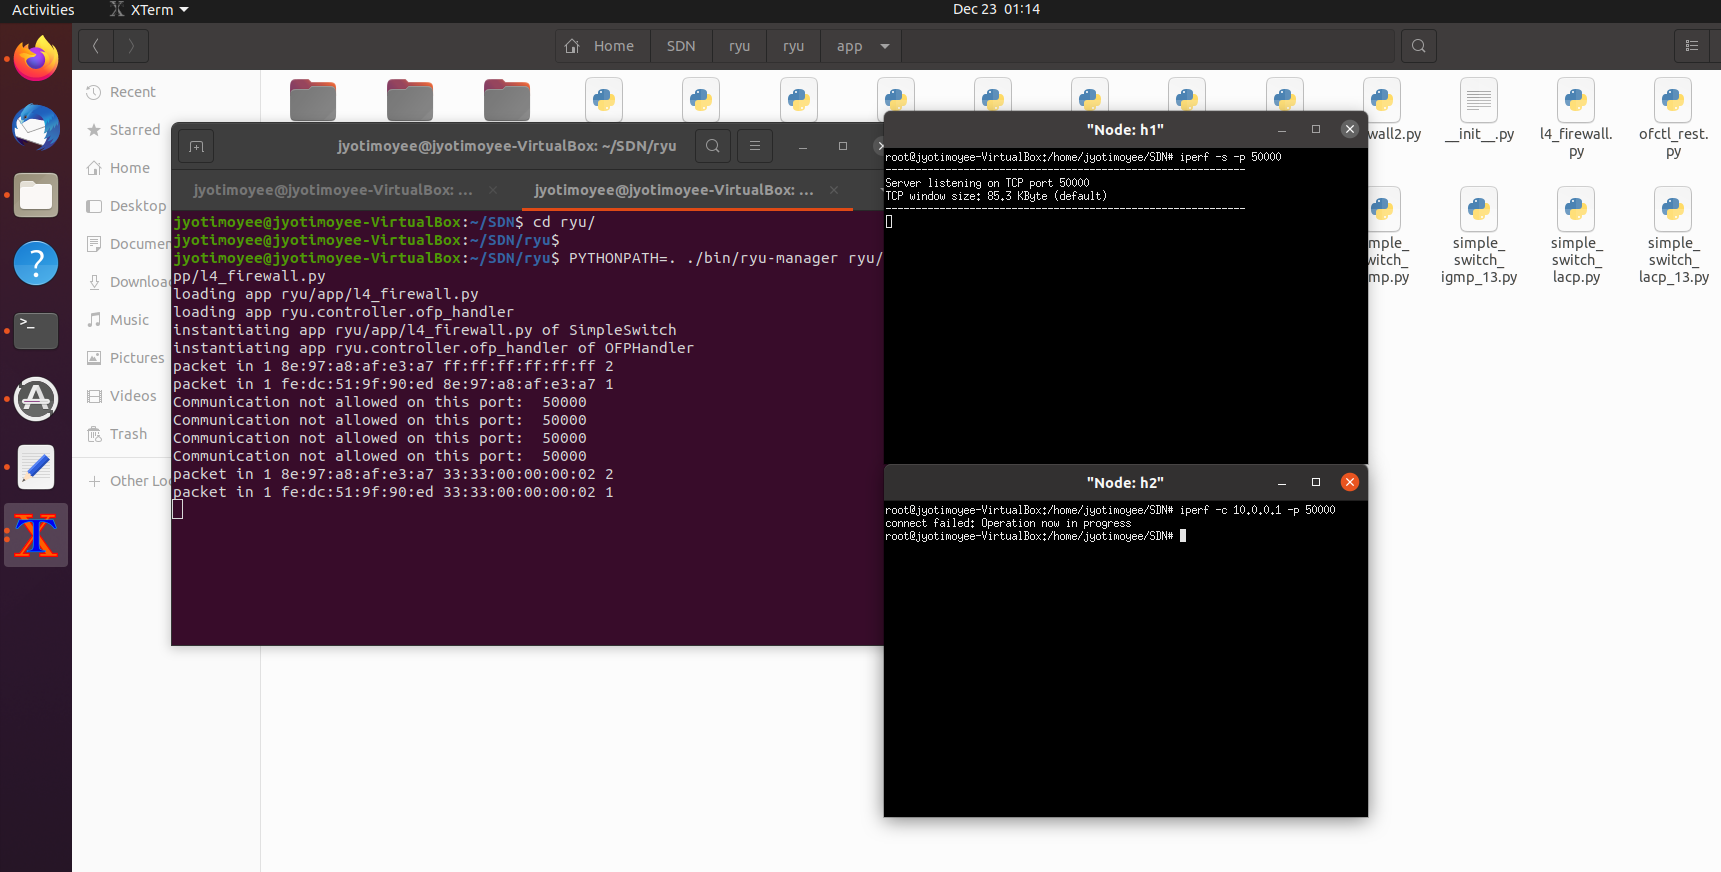 Activities
XTerm
Dec 23 01:14
Home
SDN
ryu
ryu
app
Recent
Starred
Home
Desktop
Documen
Downloa
Music
Pictures
Videos
Trash
+ Other Lo
wall2.py
__init__.py
l4_firewall.
py
ofctl_rest.
py
mple_
witch_
mp.py
simple_
switch_
igmp_13.py
simple_
switch_
lacp.py
simple_
switch_
lacp_13.py
jyotimoyee@jyotimoyee-VirtualBox: ~/SDN/ryu
jyotimoyee@jyotimoyee-VirtualBox: ...
jyotimoyee@jyotimoyee-VirtualBox: ...
jyotimoyee@jyotimoyee-VirtualBox:~/SDN$ cd ryu/
jyotimoyee@jyotimoyee-VirtualBox:~/SDN/ryu$
jyotimoyee@jyotimoyee-VirtualBox:~/SDN/ryu$ PYTHONPATH=. ./bin/ryu-manager ryu/
pp/l4_firewall.py
loading app ryu/app/l4_firewall.py
loading app ryu.controller.ofp_handler
instantiating app ryu/app/l4_firewall.py of SimpleSwitch
instantiating app ryu.controller.ofp_handler of OFPHandler
packet in 1 8e:97:a8:af:e3:a7 ff:ff:ff:ff:ff:ff 2
packet in 1 fe:dc:51:9f:90:ed 8e:97:a8:af:e3:a7 1
Communication not allowed on this port:  50000
Communication not allowed on this port:  50000
Communication not allowed on this port:  50000
Communication not allowed on this port:  50000
packet in 1 8e:97:a8:af:e3:a7 33:33:00:00:00:02 2
packet in 1 fe:dc:51:9f:90:ed 33:33:00:00:00:02 1
"Node: h1"
root@jyotimoyee-VirtualBox:/home/jyotimoyee/SDN# iperf -s -p 50000
------------------------------------------------------------
Server listening on TCP port 50000
TCP window size: 85.3 KByte (default)
------------------------------------------------------------
"Node: h2"
root@jyotimoyee-VirtualBox:/home/jyotimoyee/SDN# iperf -c 10.0.0.1 -p 50000
connect failed: Operation now in progress
root@jyotimoyee-VirtualBox:/home/jyotimoyee/SDN#